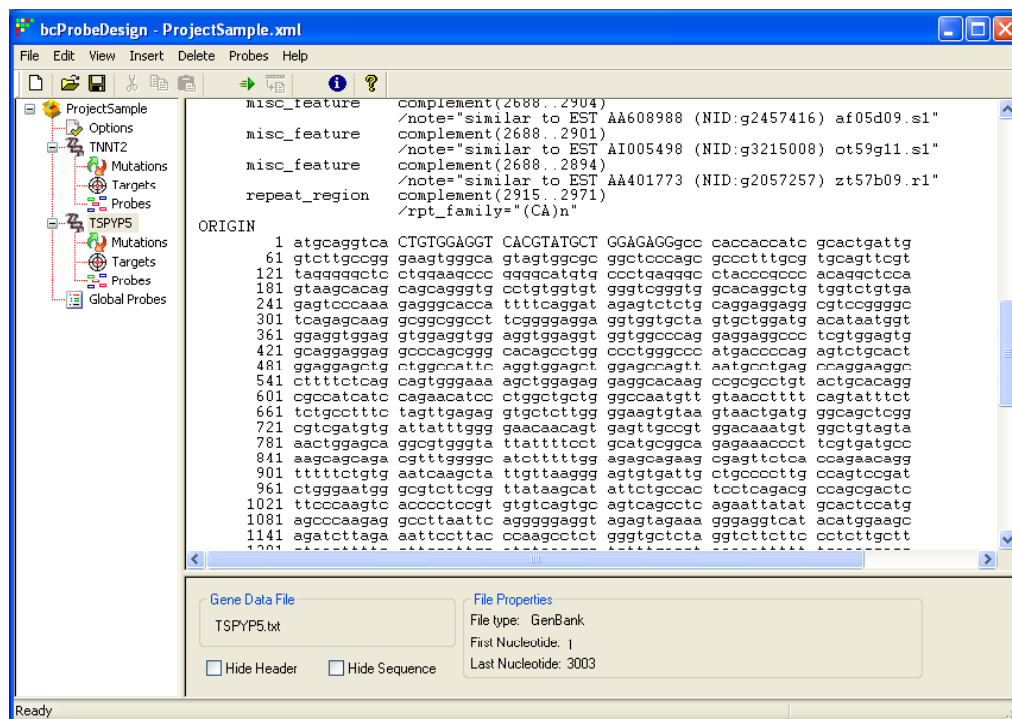 bcProbeDesign - ProjectSample.xml
File Edit View Insert Delete Probes Help
ProjectSample
Options
TNNT2
Mutations
Targets
Probes
TSPYP5
Mutations
Targets
Probes
Global Probes
misc_feature complement(2688..2904)
/note="similar to EST AA608988 (NID:g2457416) af05d09.s1"
misc_feature complement(2688..2901)
/note="similar to EST AI005498 (NID:g3215008) ot59g11.s1"
misc_feature complement(2688..2894)
/note="similar to EST AA401773 (NID:g2057257) zt57b09.r1"
repeat_region complement(2915..2971)
/rpt_family="(CA)n"
ORIGIN
1 atgcaggtca CTGTGGAGGT CACGTATGCT GGAGAGGgcc caccaccatc gcactgattg
61 gtcttgccgg gaagtgggca gtagtggcgc ggctcccagc gccctttgcg tgcagttcgt
121 tagggggctc ctggaagccc ggggcatgtg ccctgagggc ctacccgccc acaggctcca
181 gtaagcacag cagcagggtg cctgtggtgt gggtcgggtg gcacaggctg tggtctgtga
241 gagtcccaaa gagggcacca ttttcaggat agagtctctg caggaggagg cgtccggggc
301 tcagagcaag gcggcggcct tcggggagga ggtggtgcta gtgctggatg acataatggt
361 ggaggtggag gtggaggtgg aggtggaggt ggtggcccag gaggaggccc tcgtggagtg
421 gcaggaggag gcccagcggg cacagcctgg ccctgggccc atgaccccag agtctgcact
481 ggaggagctg ctggccattc aggtggagct ggagccagtt aatgcctgag ccaggaaggc
541 cttttctcag cagtgggaaa agctggagag gaggcacaag ccgcgcctgt actgcacagg
601 cgccatcatc cagaacatcc ctggctgctg ggccaatgtt gtaacctttt cagtatttct
661 tctgcctttc tagttgagag gtgctcttgg ggaagtgtaa gtaactgatg ggcagctcgg
721 cgtcgatgtg attatttggg gaacaacagt gagttgccgt ggacaaatgg ggctgtagta
781 aactggagca ggcgtgggta ttattttcct gcatgcggca gagaaaccct tcgtgatgcc
841 aagcagcaga cgtttggggc atctttttgg gagcagaagg cgagttctca ccagaacagg
901 tttttctgtg aatcaagcta ttgttaaggg agtgtgattg ctgccccttg ccagtccgat
961 ctgggaatgg gcgtcttcgg ttataagcat attctgccac tcctcagacg ccagcgactc
1021 ttcccaagtc acccctccgt gtgtcagtgc agtcagcctc agaattatat gcactccatg
1081 agcccaagag gccttaattc agggggaggt agagtagaaa gggaggtcat acatggaagc
1141 agatcttaga aattccttac ccaagcctct gggtgctcta ggtcttcttc cctcttgctt
Gene Data File
TSPYP5.txt
Hide Header Hide Sequence
File Properties
File type: GenBank
First Nucleotide: 1
Last Nucleotide: 3003
Ready